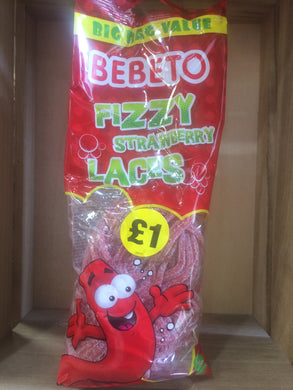 BIG BAG VALUE
BEBETO
FIZZY
STRAWBERRY
LACES
£1